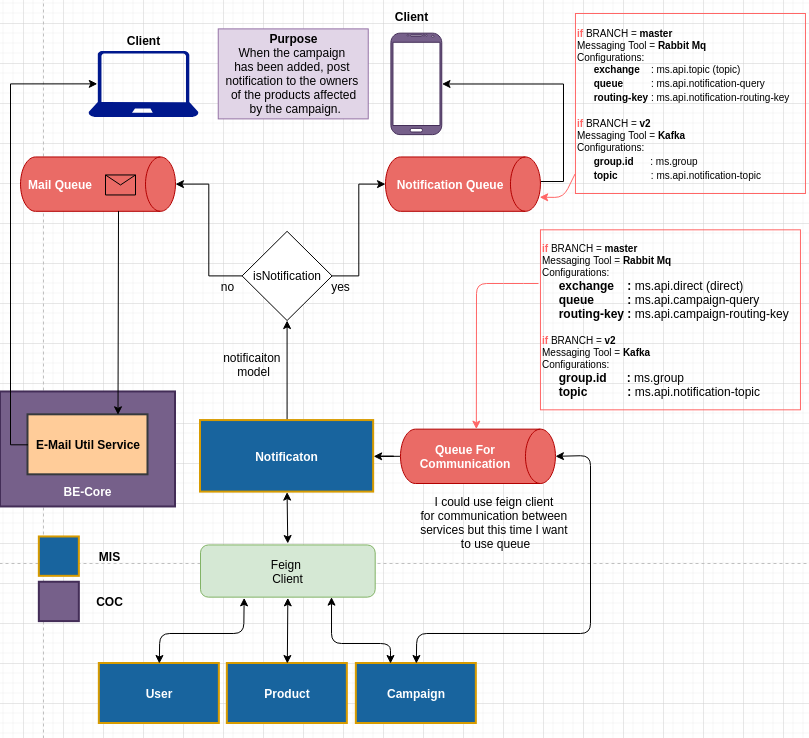 Client
Purpose
When the campaign
has been added, post
notification to the owners
of the products affected
by the campaign.
Client
if BRANCH = master
Messaging Tool = Rabbit Mq
Configurations:
exchange : ms.api.topic (topic)
queue : ms.api.notification-query
routing-key : ms.api.notification-routing-key
if BRANCH = v2
Messaging Tool = Kafka
Configurations:
group.id : ms.group
topic : ms.api.notification-topic
Mail Queue
Notification Queue
isNotification
no
yes
if BRANCH = master
Messaging Tool = Rabbit Mq
Configurations:
exchange : ms.api.direct (direct)
queue : ms.api.campaign-query
routing-key : ms.api.campaign-routing-key
if BRANCH = v2
Messaging Tool = Kafka
Configurations:
group.id : ms.group
topic : ms.api.notification-topic
notificaiton
model
E-Mail Util Service
BE-Core
Notificaton
Queue For
Communication
I could use feign client
for communication between
services but this time I want
to use queue
MIS
COC
Feign
Client
User
Product
Campaign